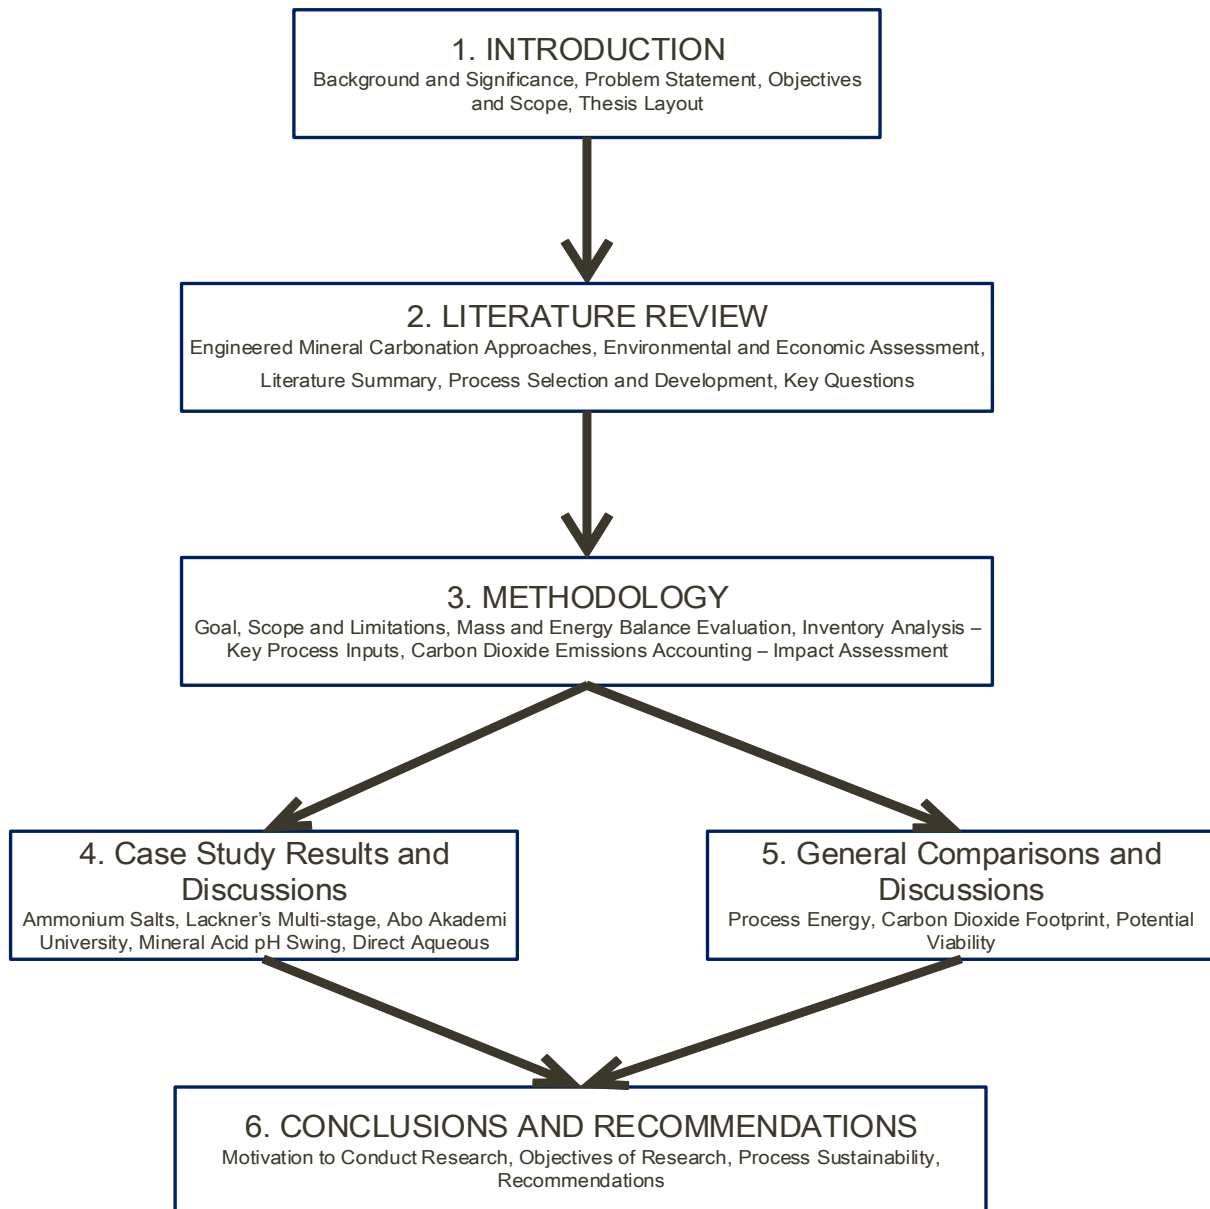 1. INTRODUCTION
Background and Significance, Problem Statement, Objectives
and Scope, Thesis Layout
2. LITERATURE REVIEW
Engineered Mineral Carbonation Approaches, Environmental and Economic Assessment,
Literature Summary, Process Selection and Development, Key Questions
3. METHODOLOGY
Goal, Scope and Limitations, Mass and Energy Balance Evaluation, Inventory Analysis –
Key Process Inputs, Carbon Dioxide Emissions Accounting – Impact Assessment
4. Case Study Results and
Discussions
Ammonium Salts, Lackner's Multi-stage, Abo Akademi
University, Mineral Acid pH Swing, Direct Aqueous
5. General Comparisons and
Discussions
Process Energy, Carbon Dioxide Footprint, Potential
Viability
6. CONCLUSIONS AND RECOMMENDATIONS
Motivation to Conduct Research, Objectives of Research, Process Sustainability,
Recommendations